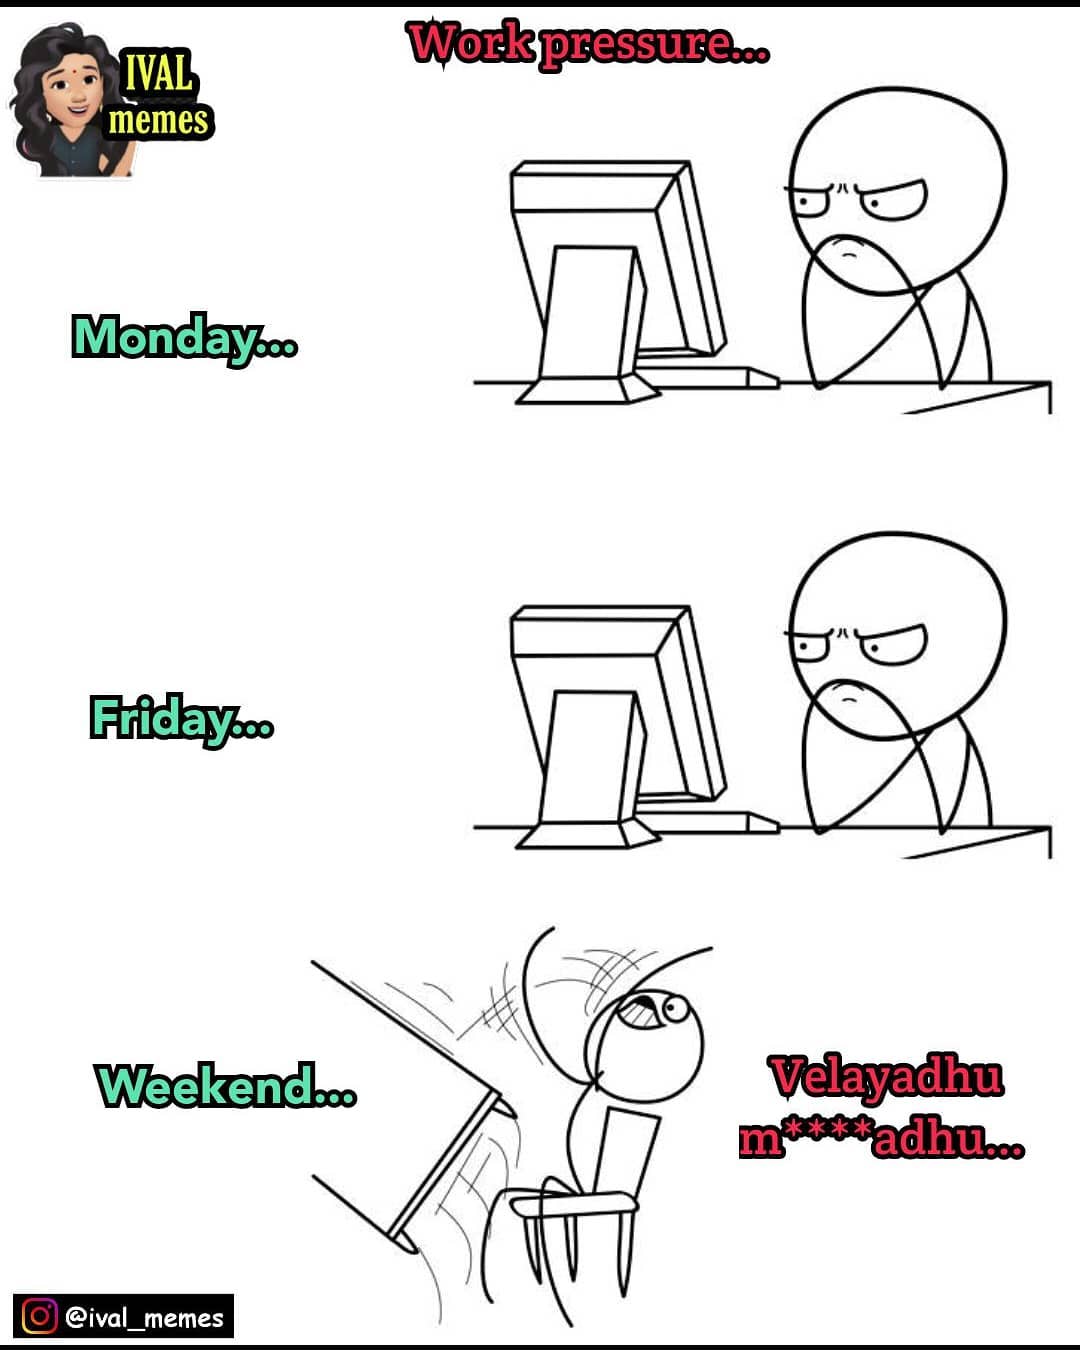 Work pressure...
IVAL
memes
Monday...
Friday...
Weekend...
Velayadhu
m****adhu...
@ival_memes